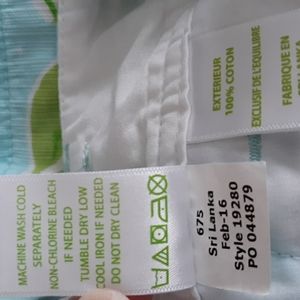 EXTERIEUR
100% COTON
EXCLUSIF DE L'EQUILIBRE
FABRIQUE EN
MACHINE WASH COLD
SEPARATELY
NON-CHLORINE BLEACH
IF NEEDED
TUMBLE DRY LOW
COOL IRON IF NEEDED
DO NOT DRY CLEAN
675
Sri Lanka
Feb-16
Style 19280
PO 044879